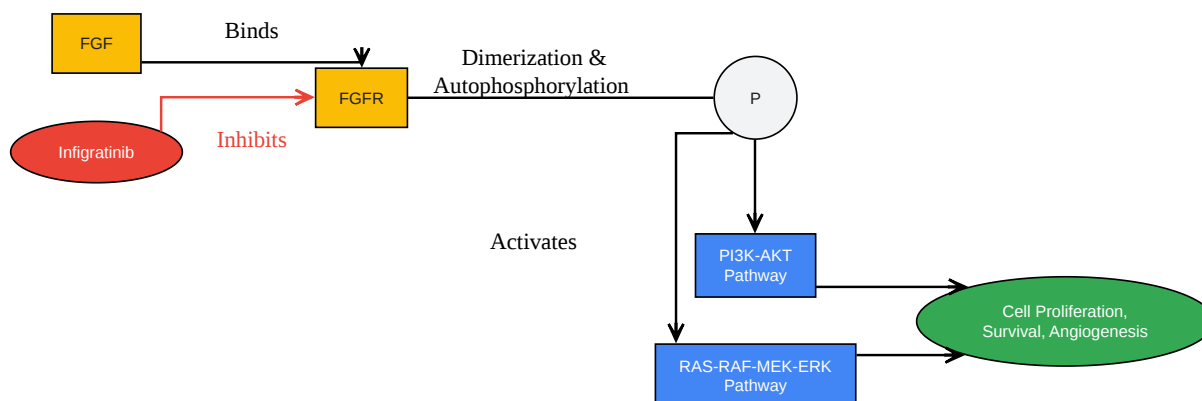 FGF
Binds
Dimerization &
Autophosphorylation
FGFR
P
Infigratinib
Inhibits
Activates
PI3K-AKT
Pathway
Cell Proliferation,
Survival, Angiogenesis
RAS-RAF-MEK-ERK
Pathway